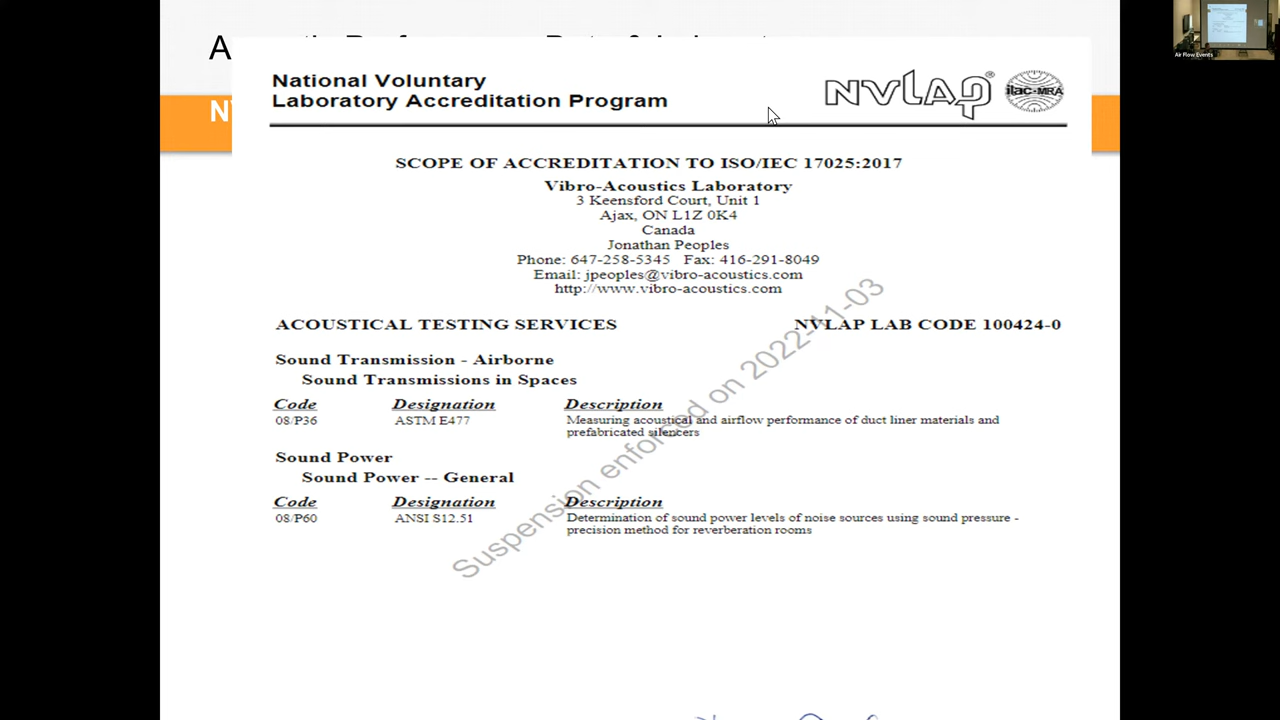 Air Flow Events
National Voluntary
Laboratory Accreditation Program
NVLAP®
ilac-MRA
SCOPE OF ACCREDITATION TO ISO/IEC 17025:2017
Vibro-Acoustics Laboratory
3 Keensford Court, Unit 1
Ajax, ON L1Z 0K4
Canada
Jonathan Peoples
Phone: 647-258-5345 Fax: 416-291-8049
Email: jpeoples@vibro-acoustics.com
http://www.vibro-acoustics.com
ACOUSTICAL TESTING SERVICES NVLAP LAB CODE 100424-0
Sound Transmission - Airborne
Sound Transmissions in Spaces
Code Designation Description
08/P36 ASTM E477 Measuring acoustical and airflow performance of duct liner materials and
prefabricated silencers
Sound Power
Sound Power -- General
Code Designation Description
08/P60 ANSI S12.51 Determination of sound power levels of noise sources using sound pressure -
precision method for reverberation rooms
Suspension enforced on 2022-11-03